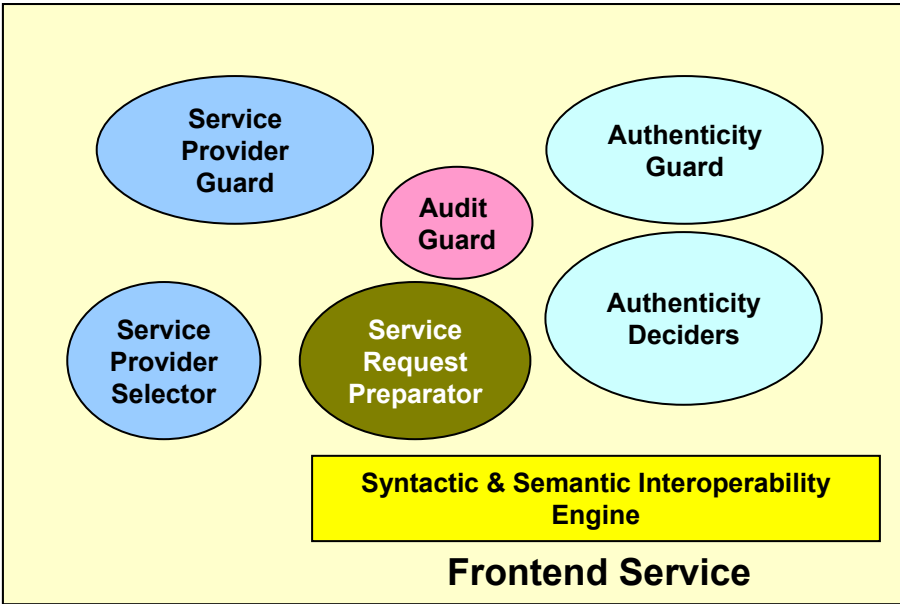 Service
Provider
Guard
Authenticity
Guard
Audit
Guard
Service
Provider
Selector
Service
Request
Preparator
Authenticity
Deciders
Syntactic & Semantic Interoperability
Engine
Frontend Service